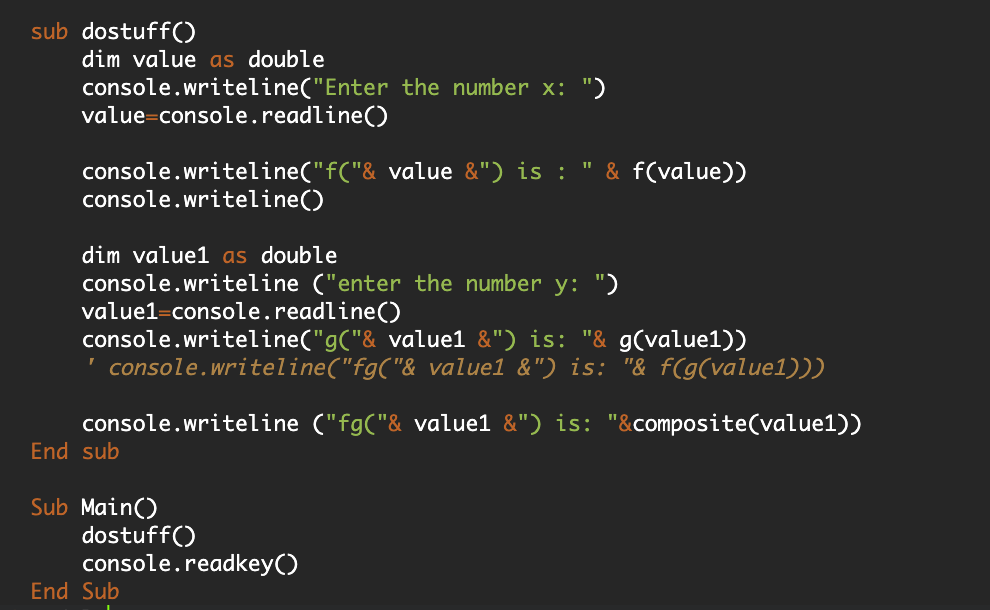 sub dostuff()
    dim value as double
    console.writeline("Enter the number x: ")
    value=console.readline()

    console.writeline("f("& value &") is : " & f(value))
    console.writeline()

    dim value1 as double
    console.writeline ("enter the number y: ")
    value1=console.readline()
    console.writeline("g("& value1 &") is: "& g(value1))
    ' console.writeline("fg("& value1 &") is: "& f(g(value1)))

    console.writeline ("fg("& value1 &") is: "&composite(value1))
End sub

Sub Main()
    dostuff()
    console.readkey()
End Sub